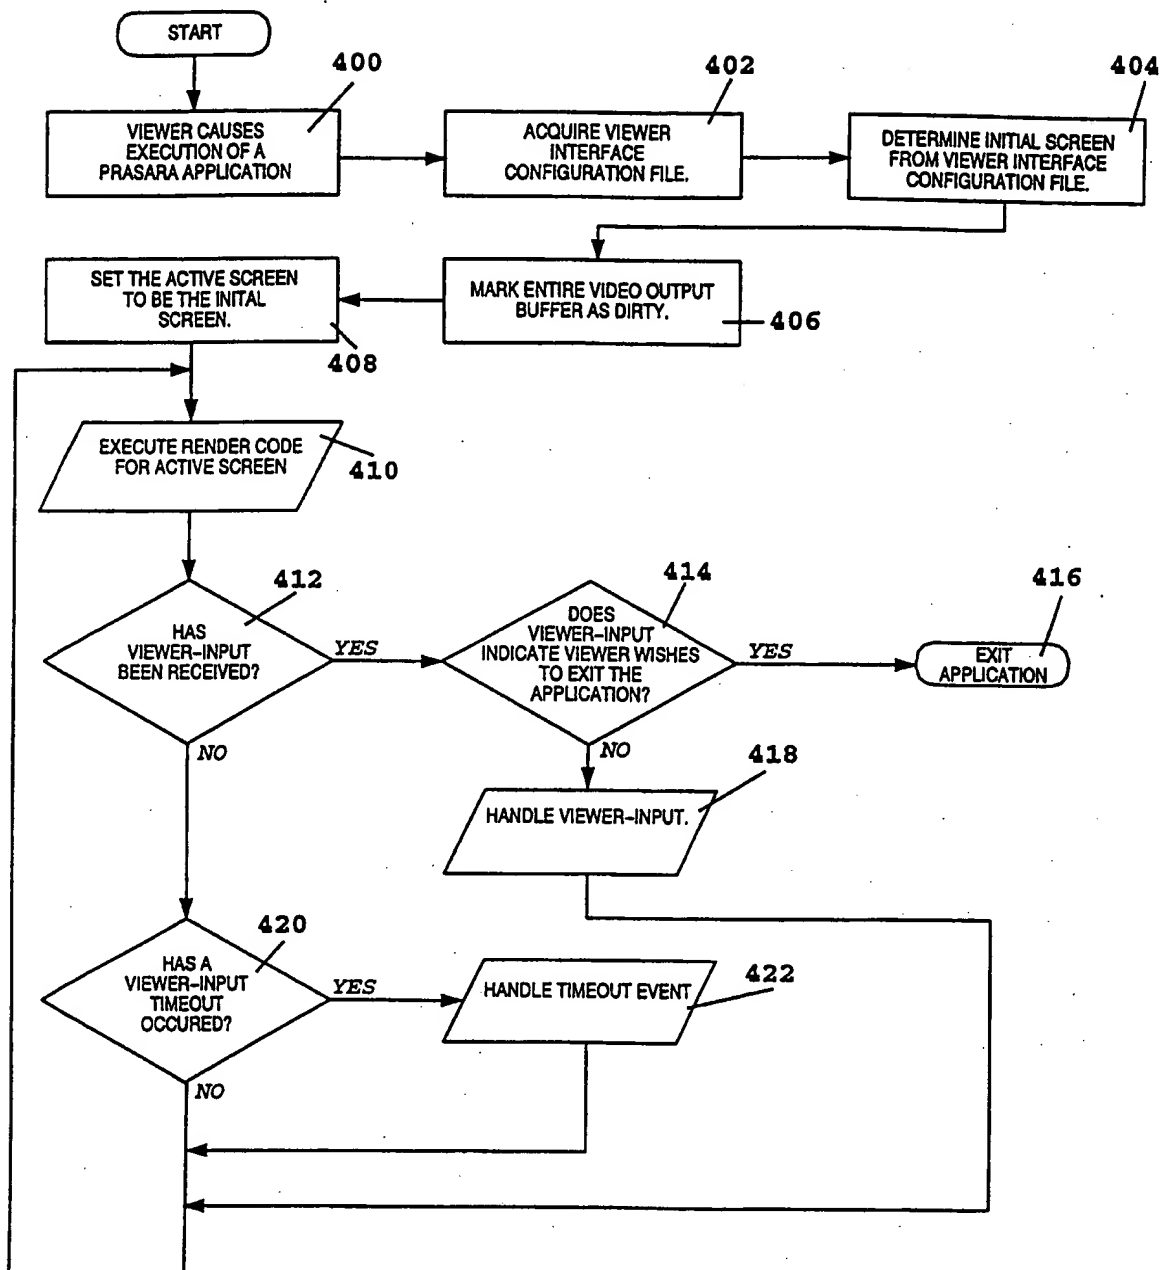 START
400
402
404
VIEWER CAUSES
EXECUTION OF A
PRASARA APPLICATION
ACQUIRE VIEWER
INTERFACE
CONFIGURATION FILE.
DETERMINE INITIAL SCREEN
FROM VIEWER INTERFACE
CONFIGURATION FILE.
SET THE ACTIVE SCREEN
TO BE THE INITAL
SCREEN.
408
MARK ENTIRE VIDEO OUTPUT
BUFFER AS DIRTY.
406
EXECUTE RENDER CODE
FOR ACTIVE SCREEN
410
412
HAS
VIEWER-INPUT
BEEN RECEIVED?
YES
NO
414
DOES
VIEWER-INPUT
INDICATE VIEWER WISHES
TO EXIT THE
APPLICATION?
YES
NO
416
EXIT
APPLICATION
418
HANDLE VIEWER-INPUT.
420
HAS A
VIEWER-INPUT
TIMEOUT
OCCURED?
YES
NO
HANDLE TIMEOUT EVENT
422